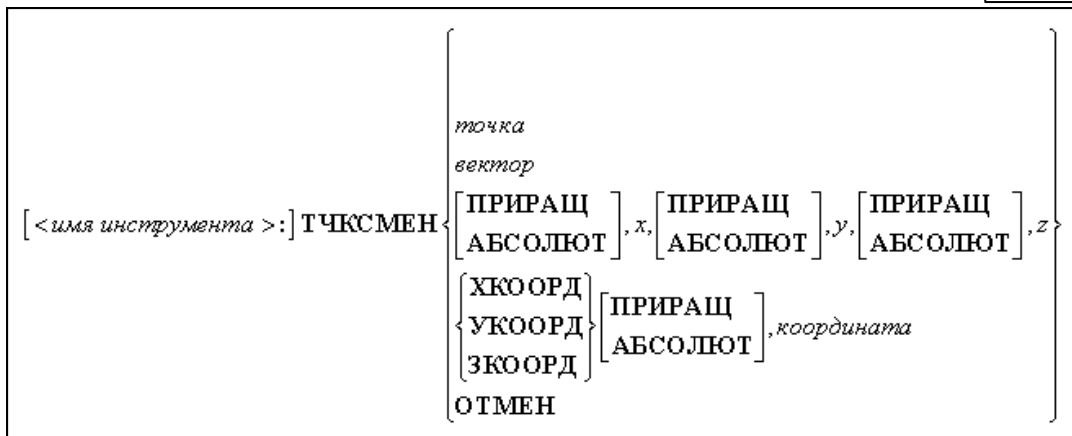 точка
вектор
[<имя инструмента>:] ТЧКСМЕН { [ПРИРАЩ АБСОЛЮТ], x, [ПРИРАЩ АБСОЛЮТ], y, [ПРИРАЩ АБСОЛЮТ], z }
{ХКООРД УКООРД ЗКООРД} [ПРИРАЩ АБСОЛЮТ], координата
ОТМЕН